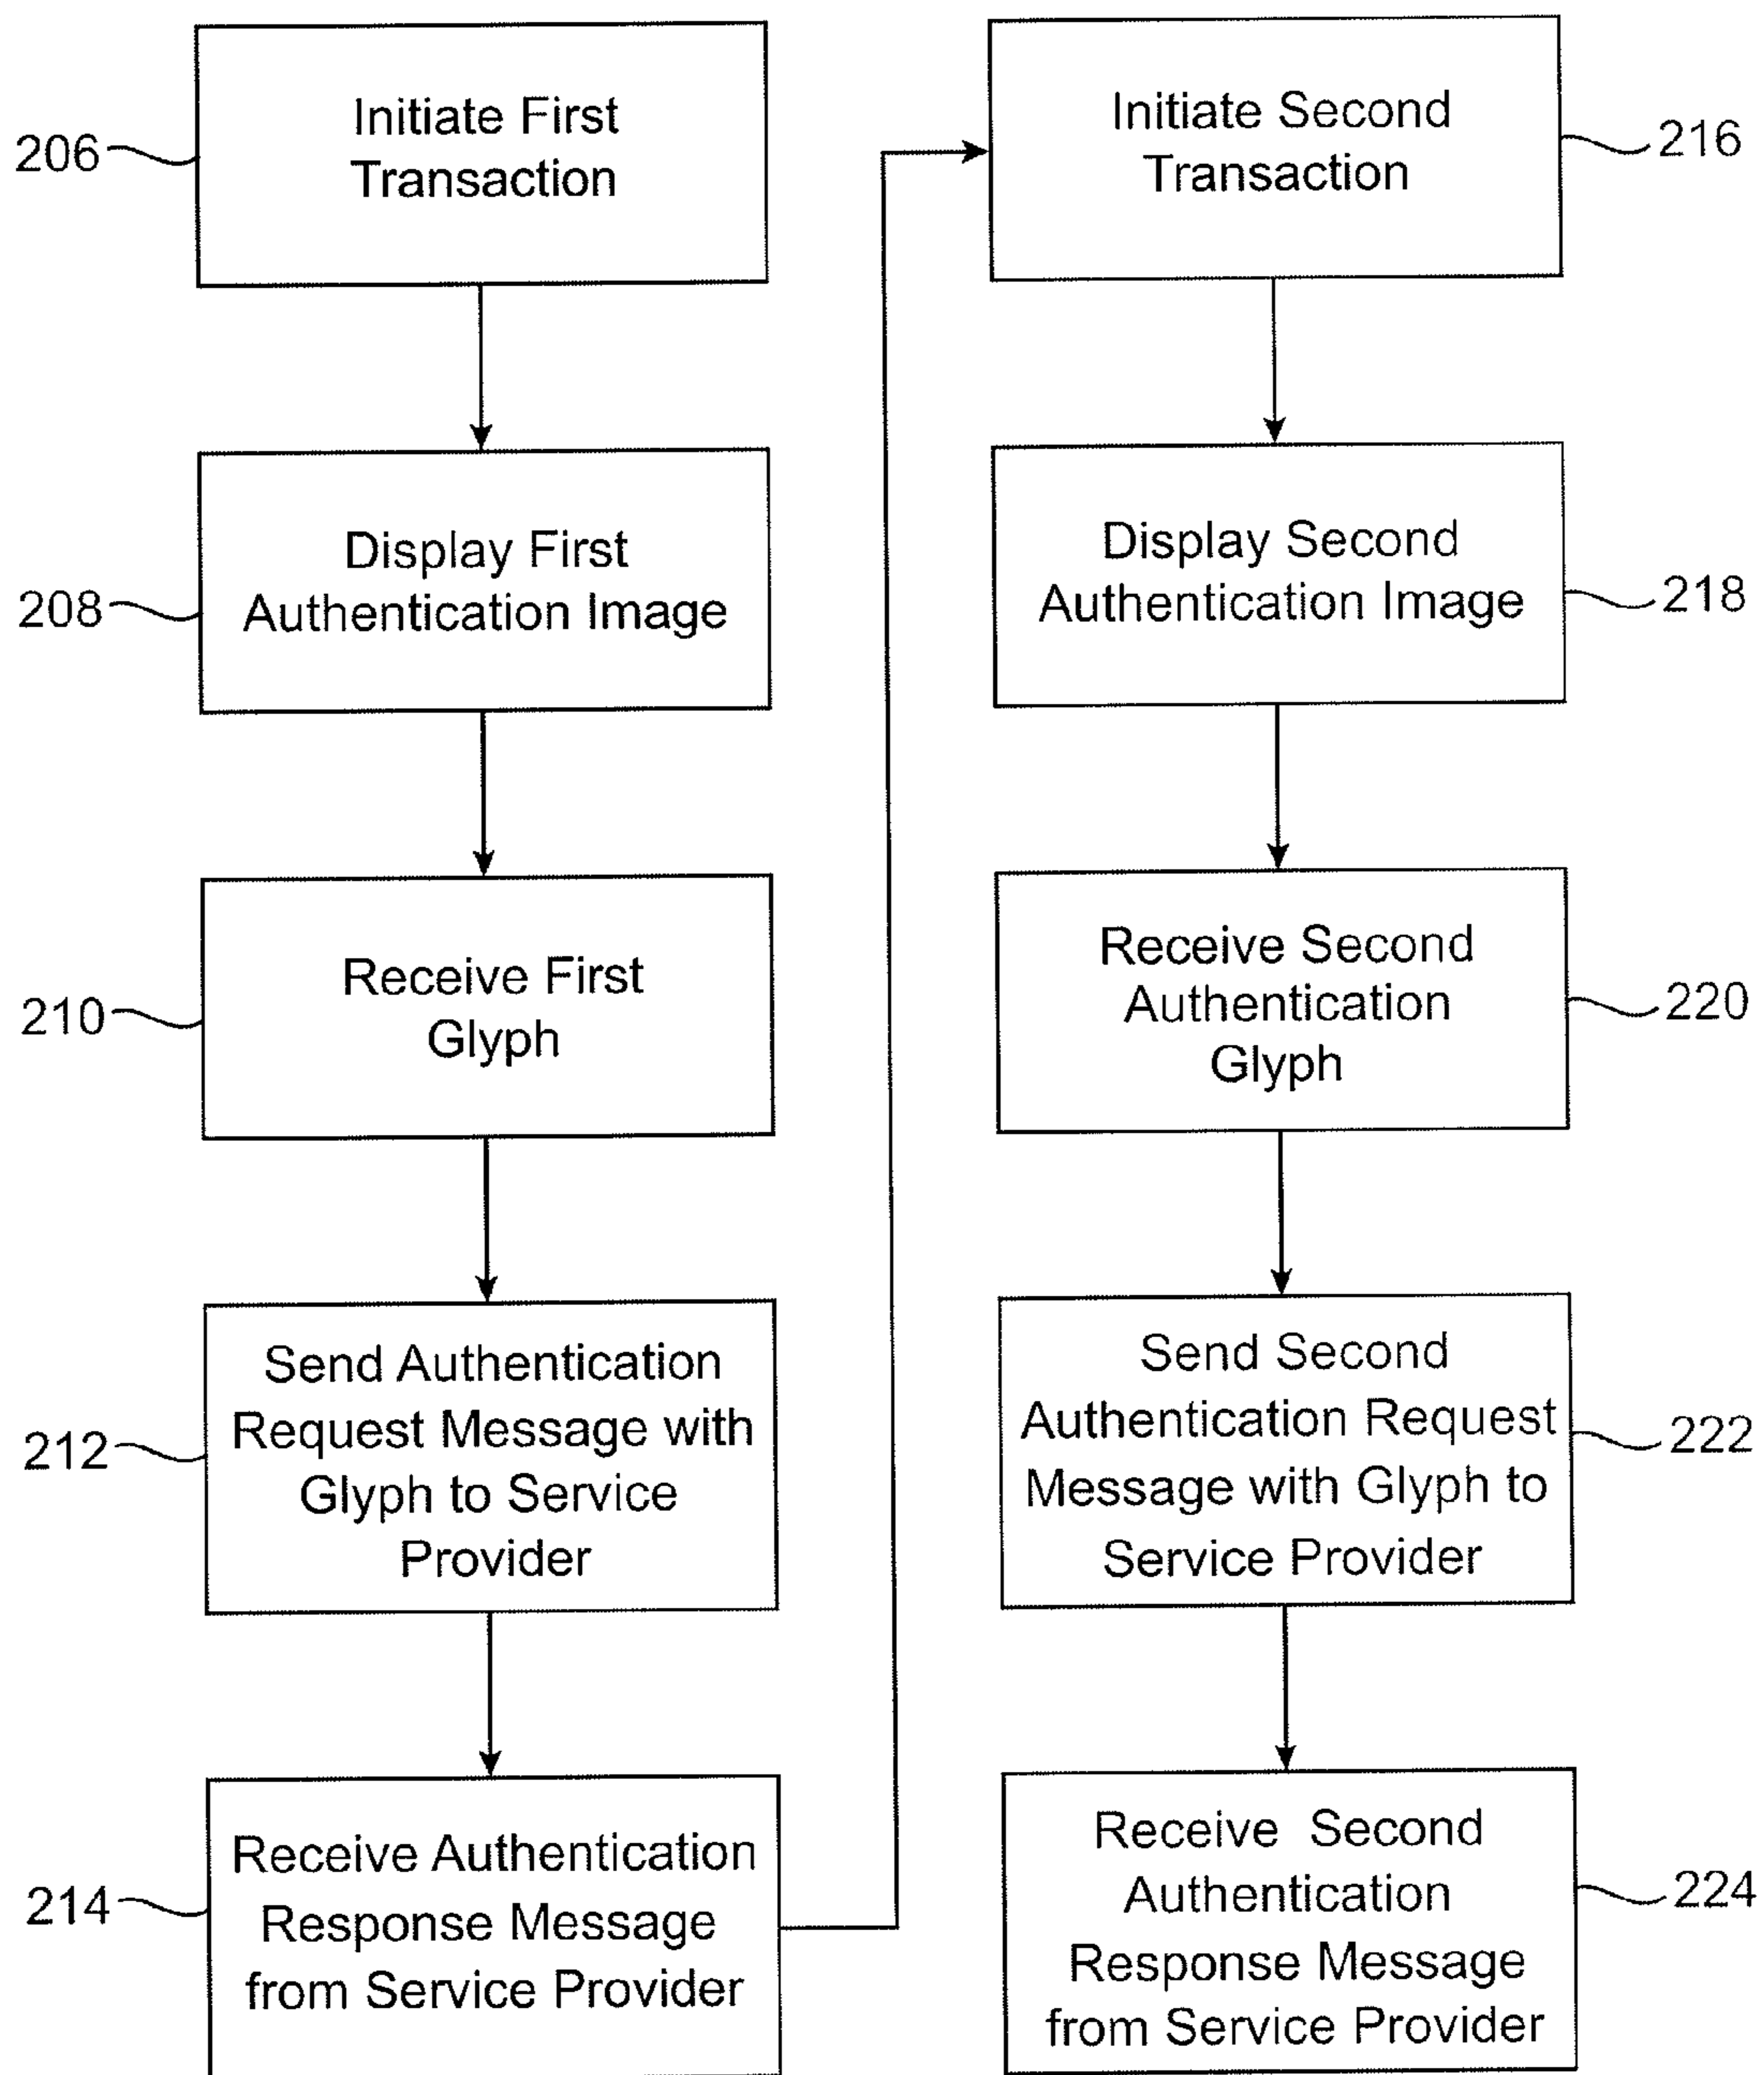 206
Initiate First
Transaction
208
Display First
Authentication Image
210
Receive First
Glyph
212
Send Authentication
Request Message with
Glyph to Service
Provider
214
Receive Authentication
Response Message
from Service Provider
Initiate Second
Transaction
216
Display Second
Authentication Image
218
Receive Second
Authentication
Glyph
220
Send Second
Authentication Request
Message with Glyph to
Service Provider
222
Receive Second
Authentication
Response Message
from Service Provider
224